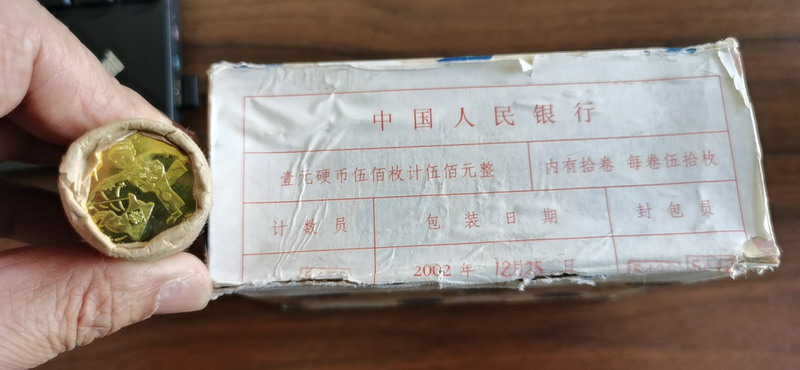 中国人民银行
壹元硬币伍佰枚计伍佰元整 内有拾卷 每卷伍拾枚
计数员 包装日期 封包员
2002 年 12月25 日